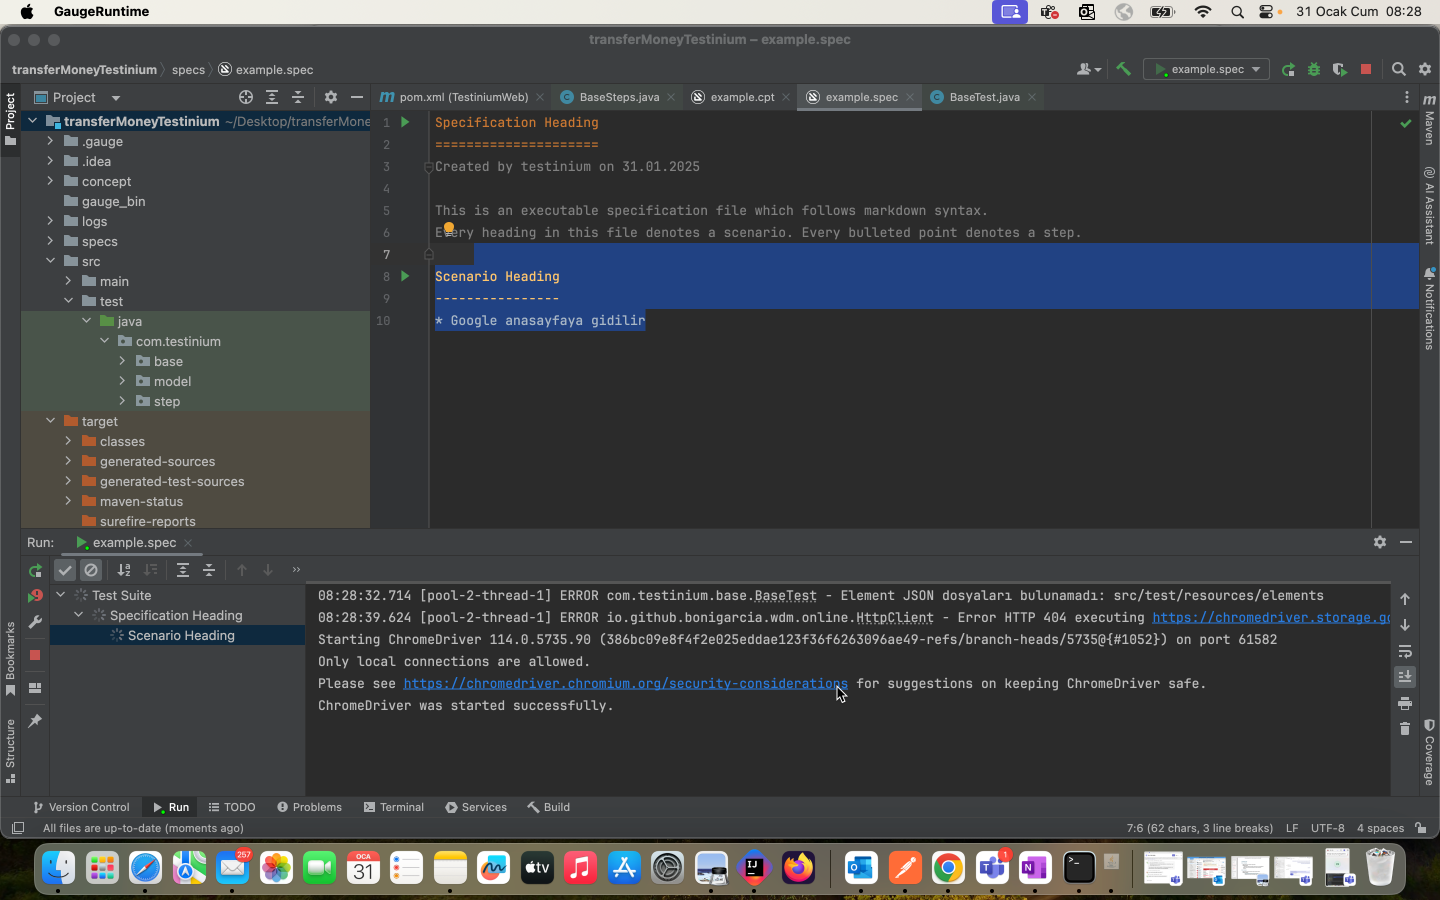 GaugeRuntime
31 Ocak Cum 08:28
transferMoneyTestinium – example.spec
transferMoneyTestinium
specs
example.spec
example.spec
Project
pom.xml (TestiniumWeb)
BaseSteps.java
example.cpt
example.spec
BaseTest.java
Project
Bookmarks
Structure
Maven
AI Assistant
Notifications
Coverage
transferMoneyTestinium ~/Desktop/transferMone
.gauge
.idea
concept
gauge_bin
logs
specs
src
main
test
java
com.testinium
base
model
step
target
classes
generated-sources
generated-test-sources
maven-status
surefire-reports
1 Specification Heading
2 =====================
3 Created by testinium on 31.01.2025
4
5 This is an executable specification file which follows markdown syntax.
6 Every heading in this file denotes a scenario. Every bulleted point denotes a step.
7
8 Scenario Heading
9 ----------------
10 * Google anasayfaya gidilir
Run: example.spec
Test Suite
Specification Heading
Scenario Heading
08:28:32.714 [pool-2-thread-1] ERROR com.testinium.base.BaseTest - Element JSON dosyaları bulunamadı: src/test/resources/elements
08:28:39.624 [pool-2-thread-1] ERROR io.github.bonigarcia.wdm.online.HttpClient - Error HTTP 404 executing https://chromedriver.storage.go
Starting ChromeDriver 114.0.5735.90 (386bc09e8f4f2e025eddae123f36f6263096ae49-refs/branch-heads/5735@{#1052}) on port 61582
Only local connections are allowed.
Please see https://chromedriver.chromium.org/security-considerations for suggestions on keeping ChromeDriver safe.
ChromeDriver was started successfully.
Version Control
Run
TODO
Problems
Terminal
Services
Build
All files are up-to-date (moments ago)
7:6 (62 chars, 3 line breaks)
LF
UTF-8
4 spaces
257
OCA
31
tv
1